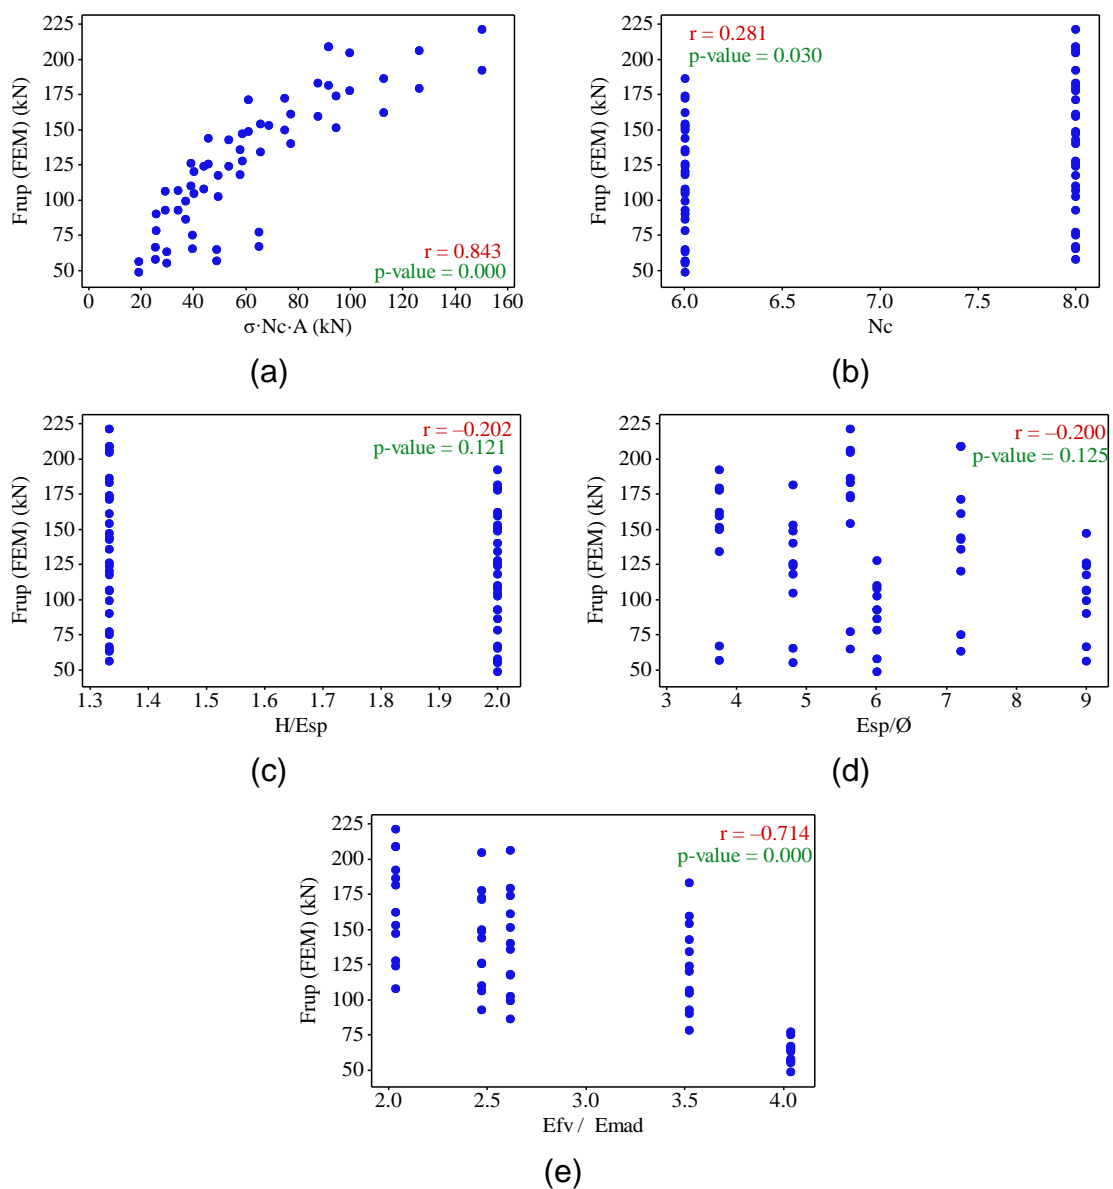 225
200
175
150
125
100
75
50
Frup (FEM) (kN)
r = 0.843
p-value = 0.000
0 20 40 60 80 100 120 140 160
σ·Nc·A (kN)
(a)
225
200
175
150
125
100
75
50
Frup (FEM) (kN)
r = 0.281
p-value = 0.030
6.0 6.5 7.0 7.5 8.0
Nc
(b)
225
200
175
150
125
100
75
50
Frup (FEM) (kN)
r = –0.202
p-value = 0.121
1.3 1.4 1.5 1.6 1.7 1.8 1.9 2.0
H/Esp
(c)
225
200
175
150
125
100
75
50
Frup (FEM) (kN)
r = –0.200
p-value = 0.125
3 4 5 6 7 8 9
Esp/Ø
(d)
225
200
175
150
125
100
75
50
Frup (FEM) (kN)
r = –0.714
p-value = 0.000
2.0 2.5 3.0 3.5 4.0
Efv / Emad
(e)